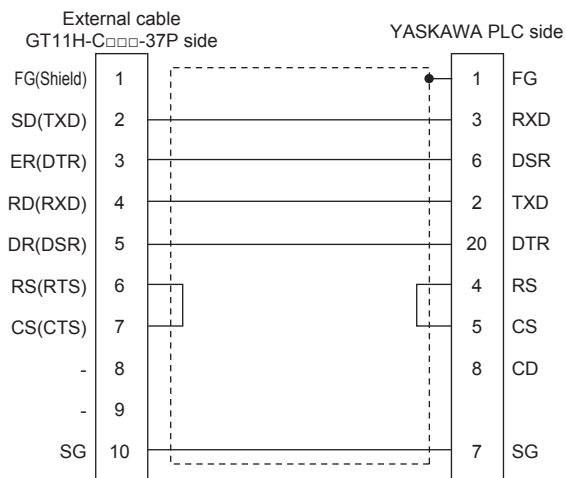 External cable
GT11H-C□□□-37P side
YASKAWA PLC side
FG(Shield) 1 1 FG
SD(TXD) 2 3 RXD
ER(DTR) 3 6 DSR
RD(RXD) 4 2 TXD
DR(DSR) 5 20 DTR
RS(RTS) 6 4 RS
CS(CTS) 7 5 CS
- 8 8 CD
- 9
SG 10 7 SG